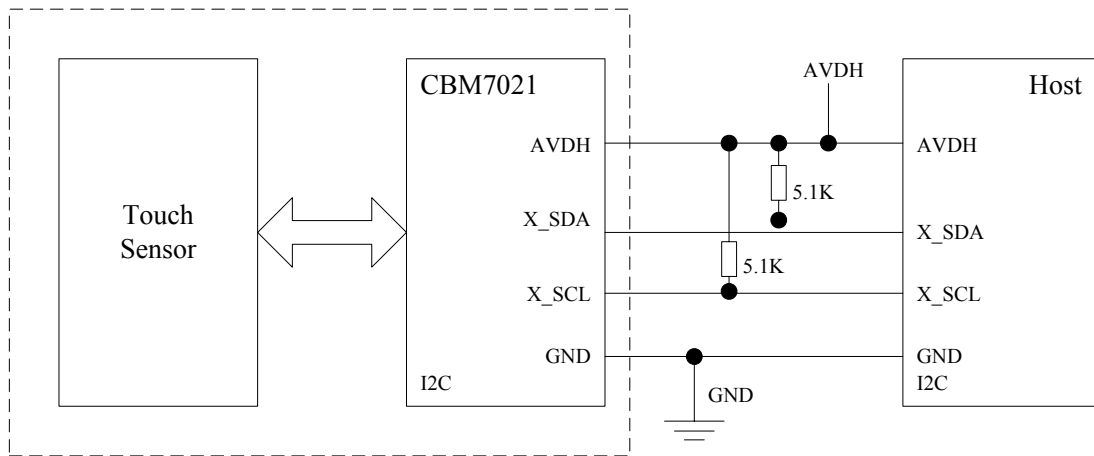 Touch
Sensor
CBM7021
AVDH
X_SDA
X_SCL
GND
I2C
AVDH
5.1K
5.1K
GND
Host
AVDH
X_SDA
X_SCL
GND
I2C